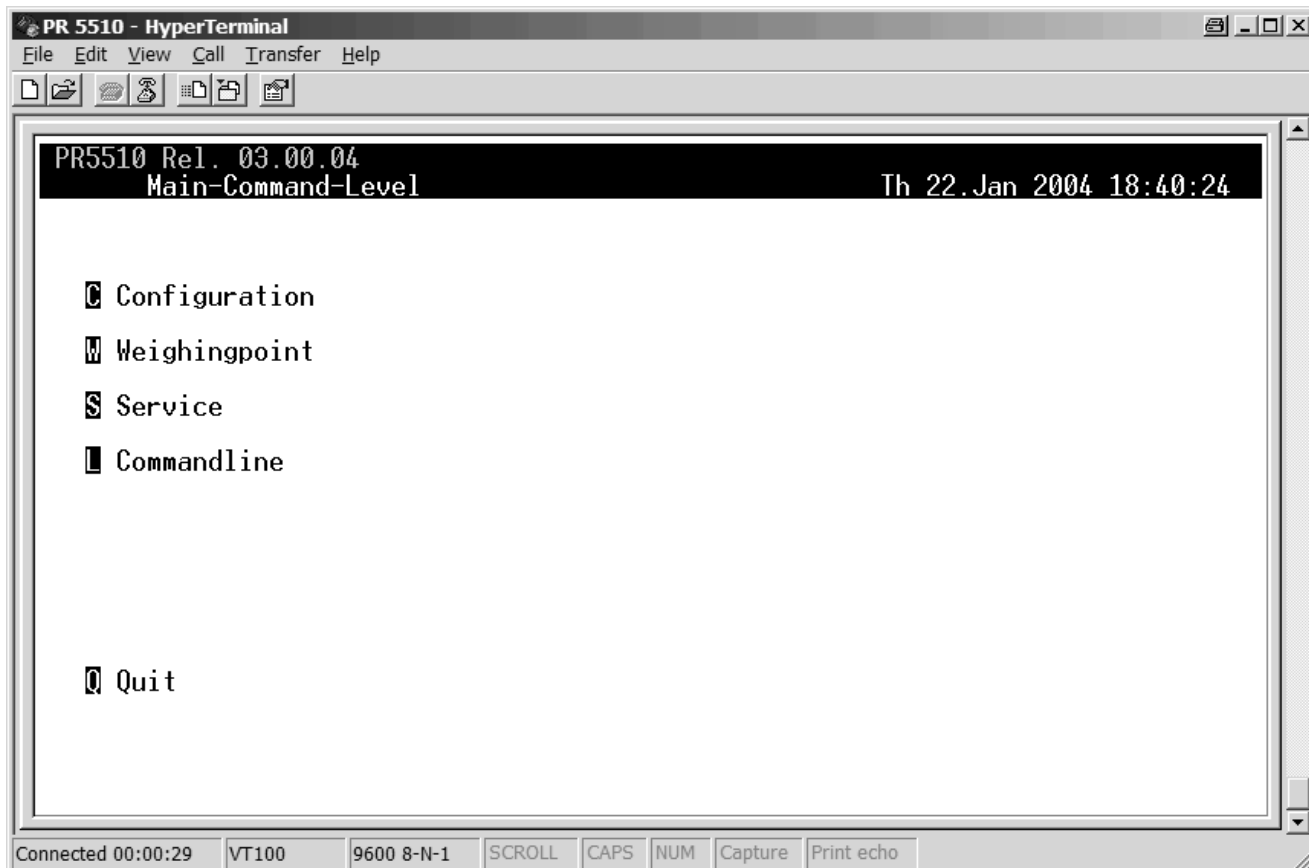 PR 5510 - HyperTerminal
File Edit View Call Transfer Help
PR5510 Rel. 03.00.04
Main-Command-Level Th 22.Jan 2004 18:40:24
C Configuration
W Weighingpoint
S Service
L Commandline
Q Quit
Connected 00:00:29 VT100 9600 8-N-1 SCROLL CAPS NUM Capture Print echo